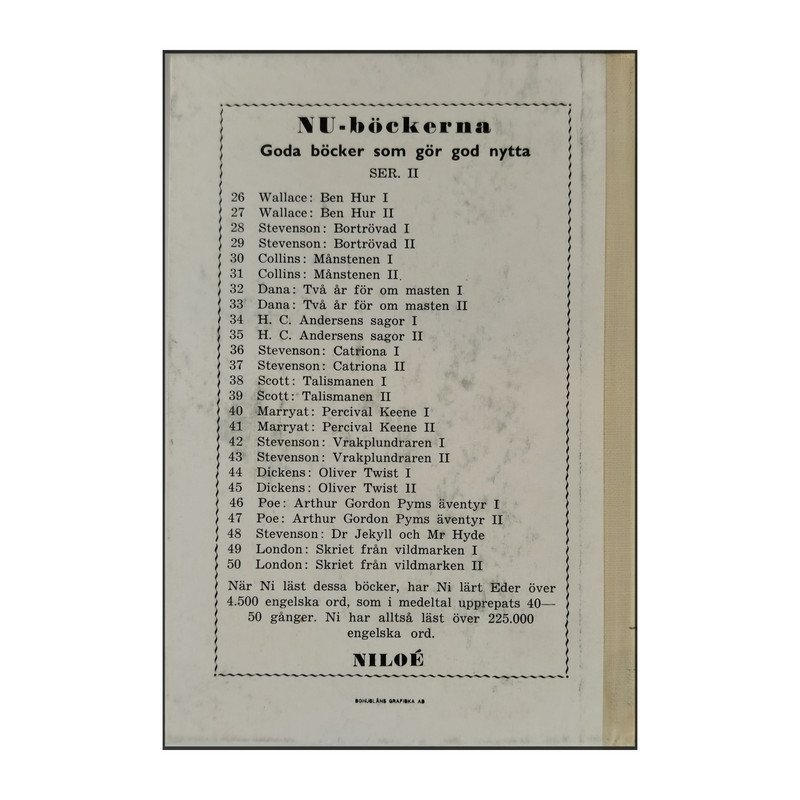 NU-böckerna
Goda böcker som gör god nytta
SER. II
26 Wallace: Ben Hur I
27 Wallace: Ben Hur II
28 Stevenson: Bortrövad I
29 Stevenson: Bortrövad II
30 Collins: Månstenen I
31 Collins: Månstenen II
32 Dana: Två år för om masten I
33 Dana: Två år för om masten II
34 H. C. Andersens sagor I
35 H. C. Andersens sagor II
36 Stevenson: Catriona I
37 Stevenson: Catriona II
38 Scott: Talismanen I
39 Scott: Talismanen II
40 Marryat: Percival Keene I
41 Marryat: Percival Keene II
42 Stevenson: Vrakplundraren I
43 Stevenson: Vrakplundraren II
44 Dickens: Oliver Twist I
45 Dickens: Oliver Twist II
46 Poe: Arthur Gordon Pyms äventyr I
47 Poe: Arthur Gordon Pyms äventyr II
48 Stevenson: Dr Jekyll och Mr Hyde
49 London: Skriet från vildmarken I
50 London: Skriet från vildmarken II
När Ni läst dessa böcker, har Ni lärt Eder över
4.500 engelska ord, som i medeltal upprepats 40—
50 gånger. Ni har alltså läst över 225.000
engelska ord.
NILOÉ
BOHUSLÄNS GRAFISKA AB